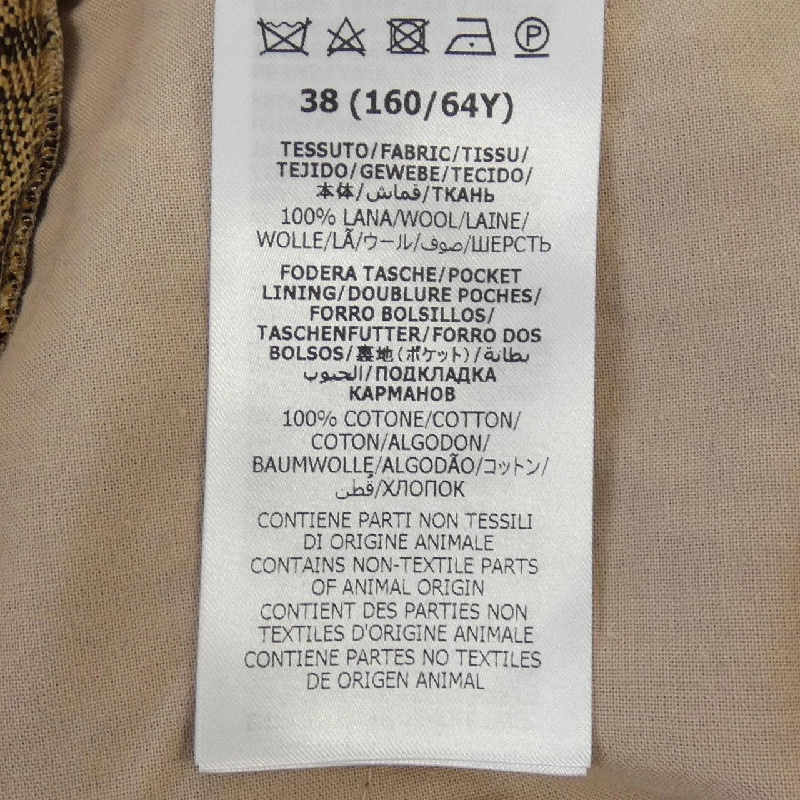 P
38 (160/64Y)
TESSUTO/FABRIC/TISSU/
TEJIDO/GEWEBE/TECIDO/
本体/قماش/ТКАНЬ
100% LANA/WOOL/LAINE/
WOLLE/LÃ/ウール/صوف/ШЕРСТЬ
FODERA TASCHE/POCKET
LINING/DOUBLURE POCHES/
FORRO BOLSILLOS/
TASCHENFUTTER/FORRO DOS
BOLSOS/裏地(ポケット)/بطانة
الجيوب/ПОДКЛАДКА
КАРМАНОВ
100% COTONE/COTTON/
COTON/ALGODON/
BAUMWOLLE/ALGODÃO/コットン/
قُطن/ХЛОПОК
CONTIENE PARTI NON TESSILI
DI ORIGINE ANIMALE
CONTAINS NON-TEXTILE PARTS
OF ANIMAL ORIGIN
CONTIENT DES PARTIES NON
TEXTILES D'ORIGINE ANIMALE
CONTIENE PARTES NO TEXTILES
DE ORIGEN ANIMAL